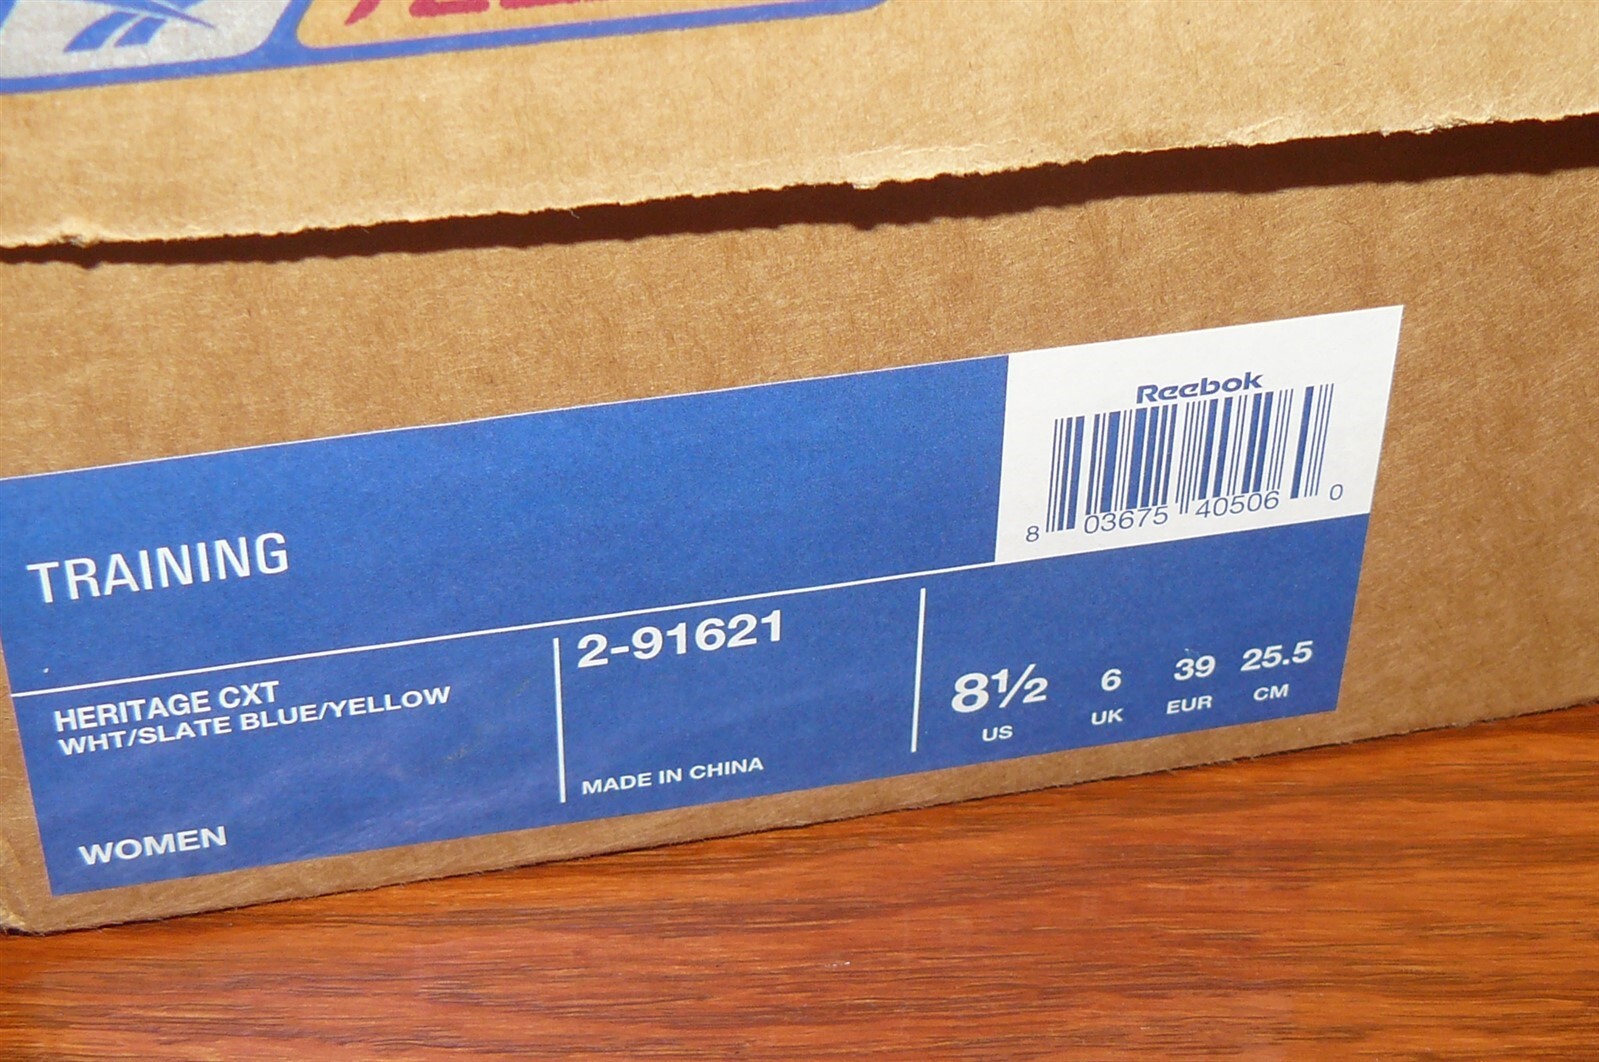 Reebok
8 03675 40506 0
TRAINING
HERITAGE CXT
WHT/SLATE BLUE/YELLOW
WOMEN
2-91621
MADE IN CHINA
8½ 6 39 25.5
US UK EUR CM